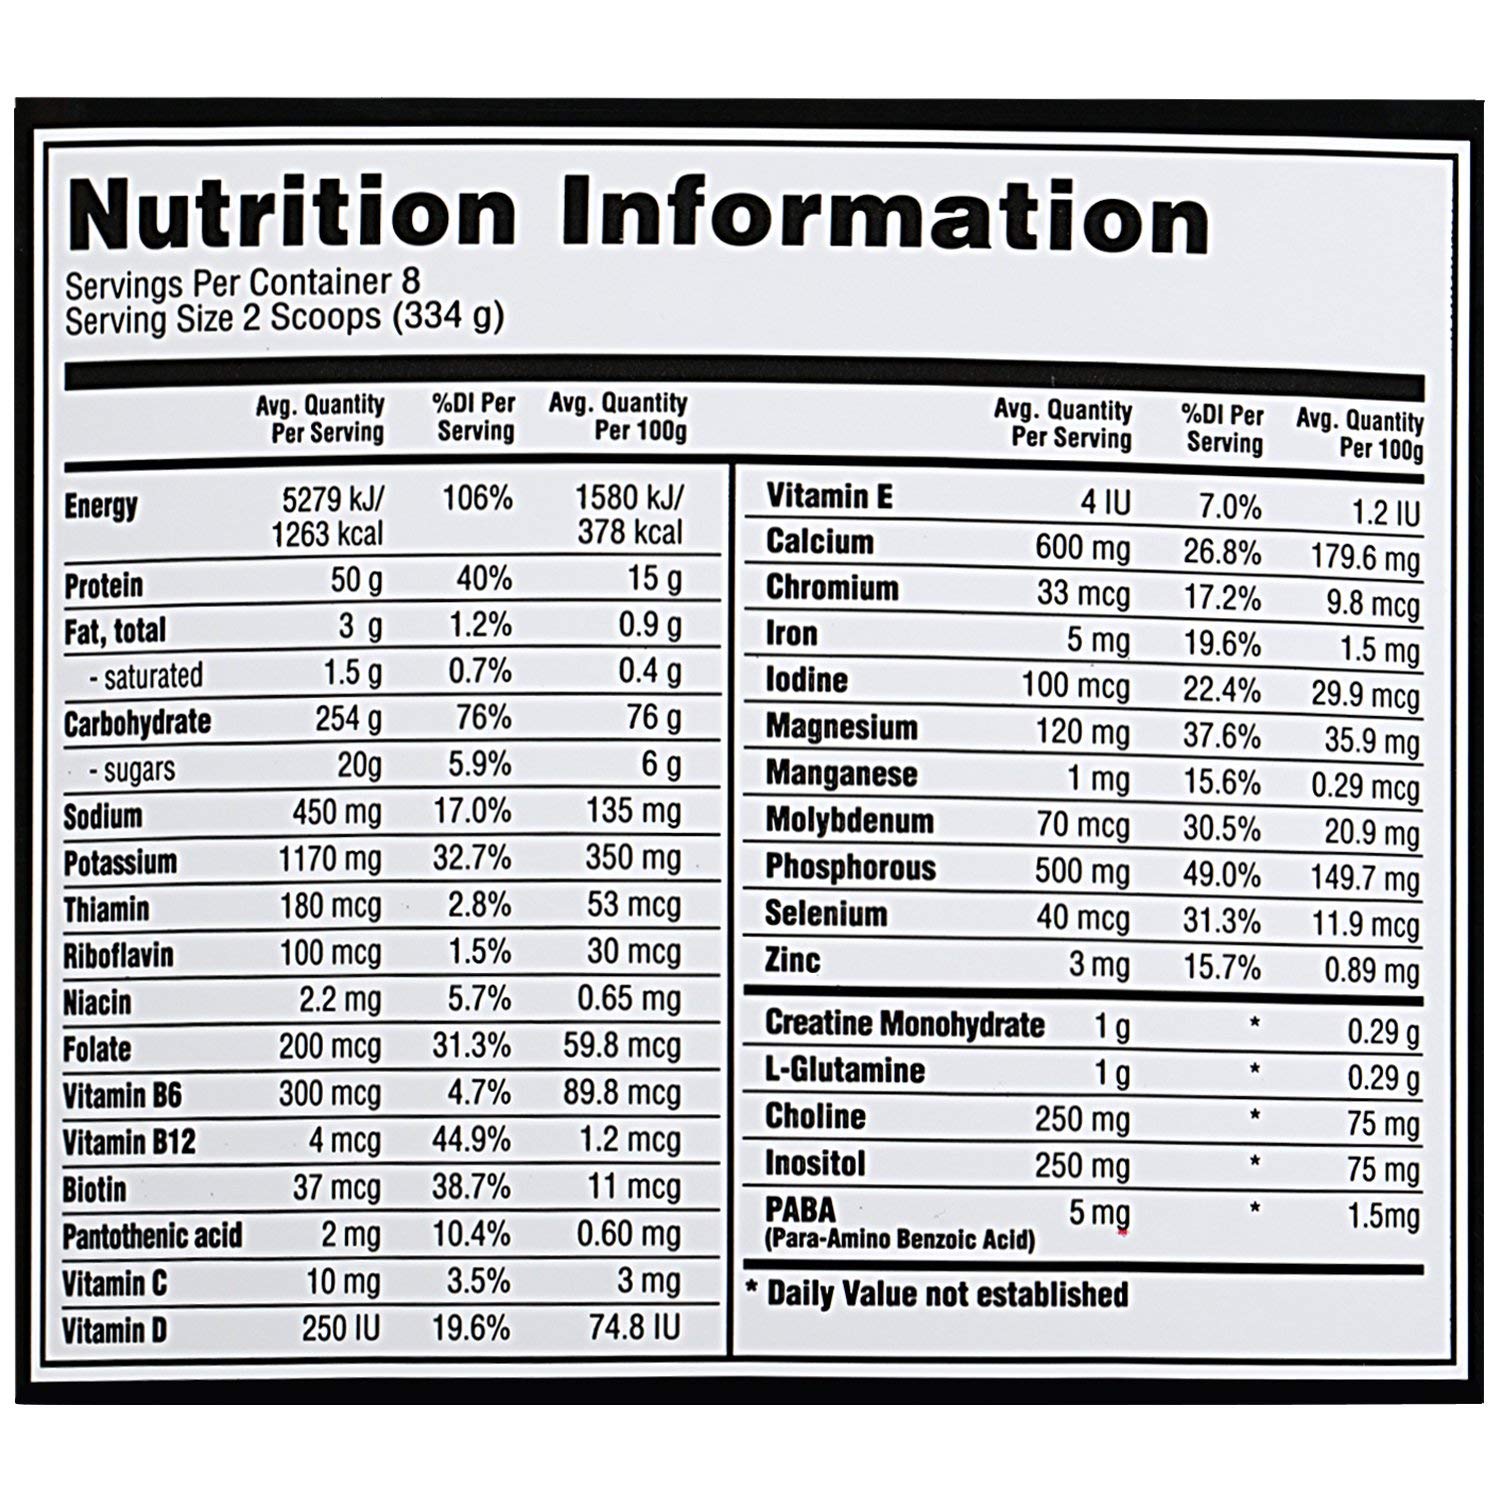 Nutrition Information
Servings Per Container 8
Serving Size 2 Scoops (334 g)
Avg. Quantity Per Serving %DI Per Serving Avg. Quantity Per 100g
Energy 5279 kJ/ 1263 kcal 106% 1580 kJ/ 378 kcal
Protein 50 g 40% 15 g
Fat, total 3 g 1.2% 0.9 g
- saturated 1.5 g 0.7% 0.4 g
Carbohydrate 254 g 76% 76 g
- sugars 20g 5.9% 6 g
Sodium 450 mg 17.0% 135 mg
Potassium 1170 mg 32.7% 350 mg
Thiamin 180 mcg 2.8% 53 mcg
Riboflavin 100 mcg 1.5% 30 mcg
Niacin 2.2 mg 5.7% 0.65 mg
Folate 200 mcg 31.3% 59.8 mcg
Vitamin B6 300 mcg 4.7% 89.8 mcg
Vitamin B12 4 mcg 44.9% 1.2 mcg
Biotin 37 mcg 38.7% 11 mcg
Pantothenic acid 2 mg 10.4% 0.60 mg
Vitamin C 10 mg 3.5% 3 mg
Vitamin D 250 IU 19.6% 74.8 IU
Avg. Quantity Per Serving %DI Per Serving Avg. Quantity Per 100g
Vitamin E 4 IU 7.0% 1.2 IU
Calcium 600 mg 26.8% 179.6 mg
Chromium 33 mcg 17.2% 9.8 mcg
Iron 5 mg 19.6% 1.5 mg
Iodine 100 mcg 22.4% 29.9 mcg
Magnesium 120 mg 37.6% 35.9 mg
Manganese 1 mg 15.6% 0.29 mcg
Molybdenum 70 mcg 30.5% 20.9 mg
Phosphorous 500 mg 49.0% 149.7 mg
Selenium 40 mcg 31.3% 11.9 mcg
Zinc 3 mg 15.7% 0.89 mg
Creatine Monohydrate 1 g * 0.29 g
L-Glutamine 1 g * 0.29 g
Choline 250 mg * 75 mg
Inositol 250 mg * 75 mg
PABA 5 mg * 1.5mg
(Para-Amino Benzoic Acid)
* Daily Value not established